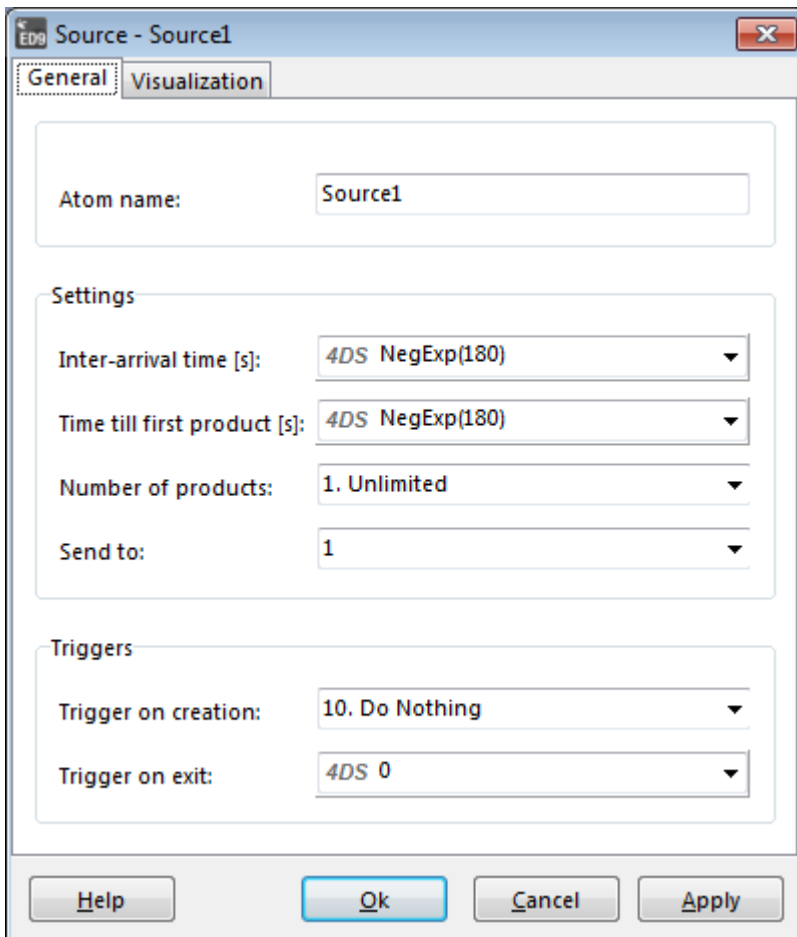 ED9 Source - Source1
General Visualization
Atom name: Source1
Settings
Inter-arrival time [s]: 4DS NegExp(180)
Time till first product [s]: 4DS NegExp(180)
Number of products: 1. Unlimited
Send to: 1
Triggers
Trigger on creation: 10. Do Nothing
Trigger on exit: 4DS 0
Help Ok Cancel Apply